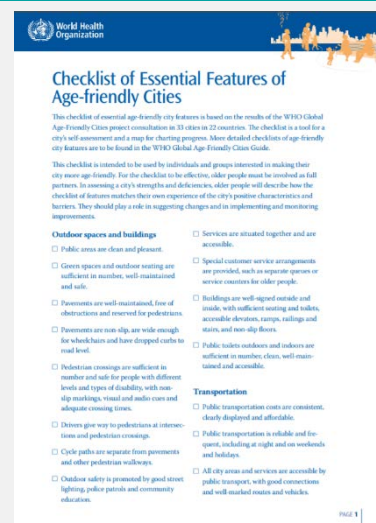 World Health
Organization
Checklist of Essential Features of
Age-friendly Cities
This checklist of essential age-friendly city features is based on the results of the WHO Global
Age-Friendly Cities project consultation in 33 cities in 22 countries. The checklist is a tool for a
city's self-assessment and a map for charting progress. More detailed checklists of age-friendly
city features are to be found in the WHO Global Age-Friendly Cities Guide.
This checklist is intended to be used by individuals and groups interested in making their
city more age-friendly. For the checklist to be effective, older people must be involved as full
partners. In assessing a city's strengths and deficiencies, older people will describe how the
checklist of features matches their own experience of the city's positive characteristics and
barriers. They should play a role in suggesting changes and in implementing and monitoring
improvements.
Outdoor spaces and buildings
Public areas are clean and pleasant.
Green spaces and outdoor seating are
sufficient in number, well-maintained
and safe.
Pavements are well-maintained, free of
obstructions and reserved for pedestrians.
Pavements are non-slip, are wide enough
for wheelchairs and have dropped curbs to
road level.
Pedestrian crossings are sufficient in
number and safe for people with different
levels and types of disability, with non-
slip markings, visual and audio cues and
adequate crossing times.
Drivers give way to pedestrians at intersec-
tions and pedestrian crossings.
Cycle paths are separate from pavements
and other pedestrian walkways.
Outdoor safety is promoted by good street
lighting, police patrols and community
education.
Services are situated together and are
accessible.
Special customer service arrangements
are provided, such as separate queues or
service counters for older people.
Buildings are well-signed outside and
inside, with sufficient seating and toilets,
accessible elevators, ramps, railings and
stairs, and non-slip floors.
Public toilets outdoors and indoors are
sufficient in number, clean, well-main-
tained and accessible.
Transportation
Public transportation costs are consistent,
clearly displayed and affordable.
Public transportation is reliable and fre-
quent, including at night and on weekends
and holidays.
All city areas and services are accessible by
public transport, with good connections
and well-marked routes and vehicles.
PAGE 1